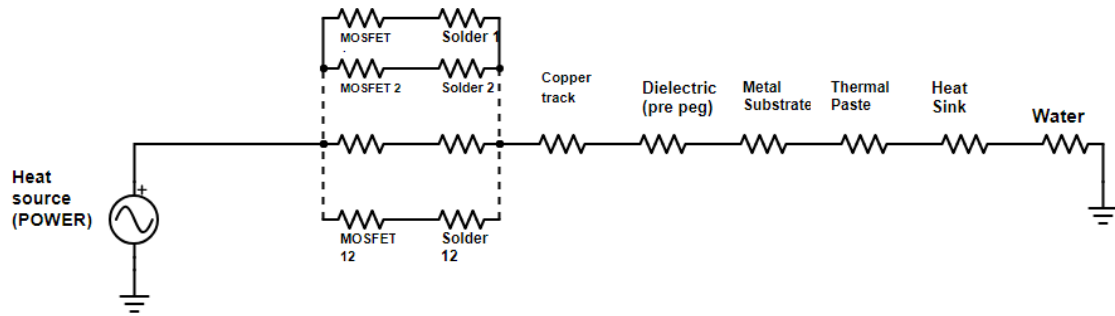 MOSFET
Solder 1
MOSFET 2
Solder 2
Copper
track
Dielectric
(pre peg)
Metal
Substrate
Thermal
Paste
Heat
Sink
Water
Heat
source
(POWER)
+
MOSFET
12
Solder
12